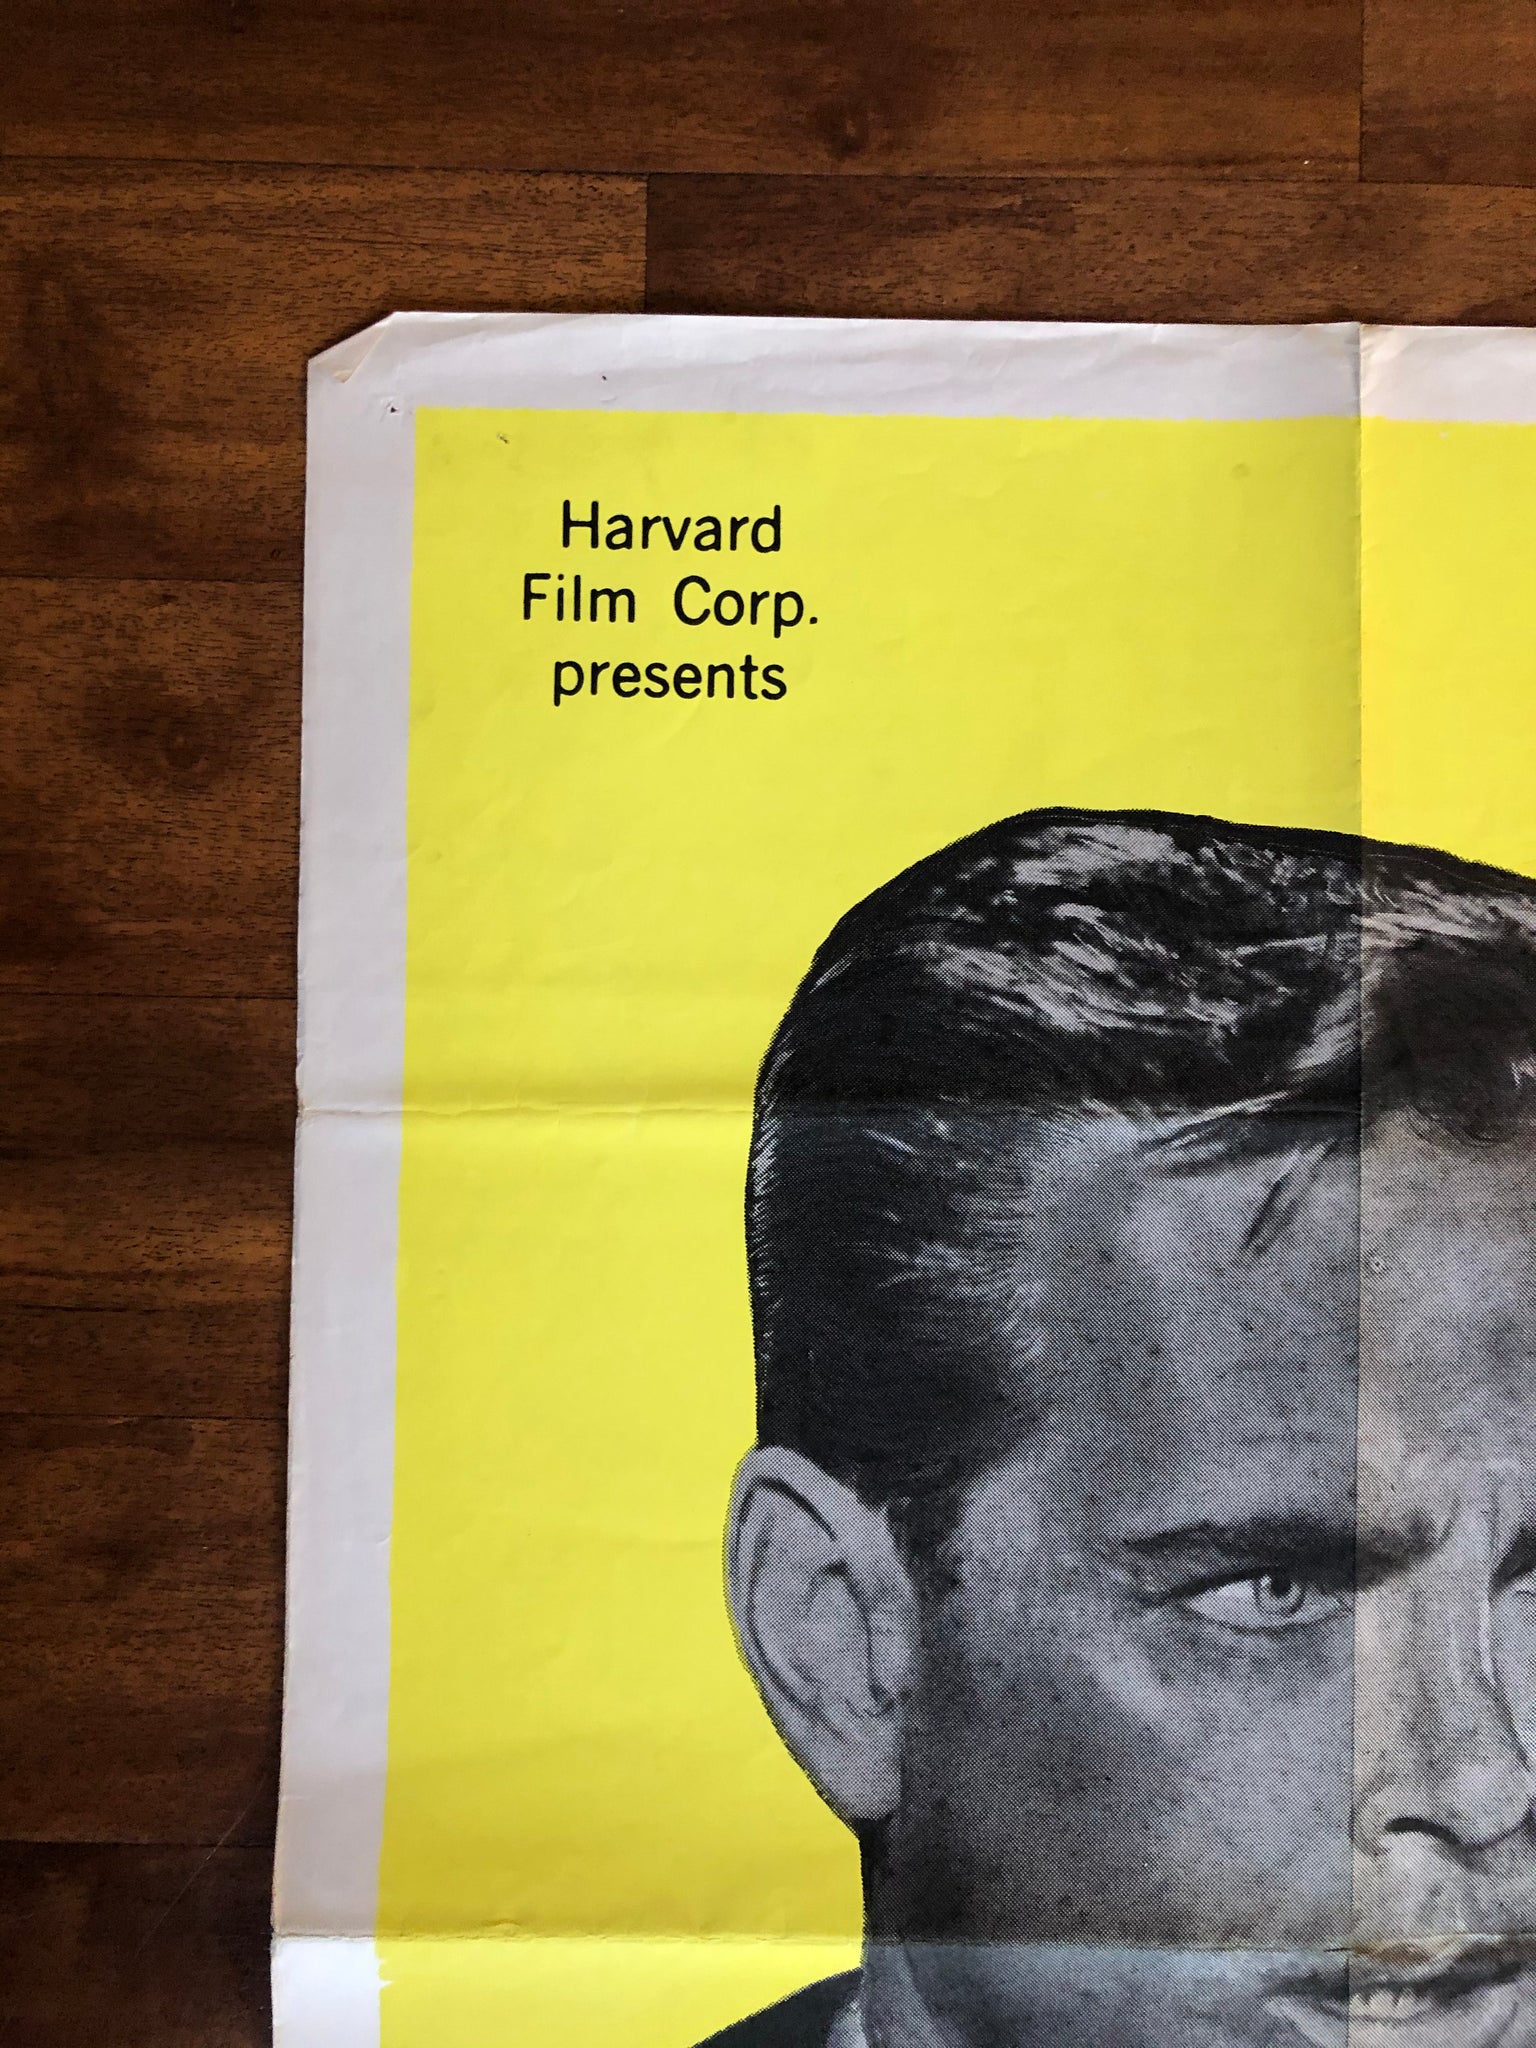 Harvard
Film Corp.
presents